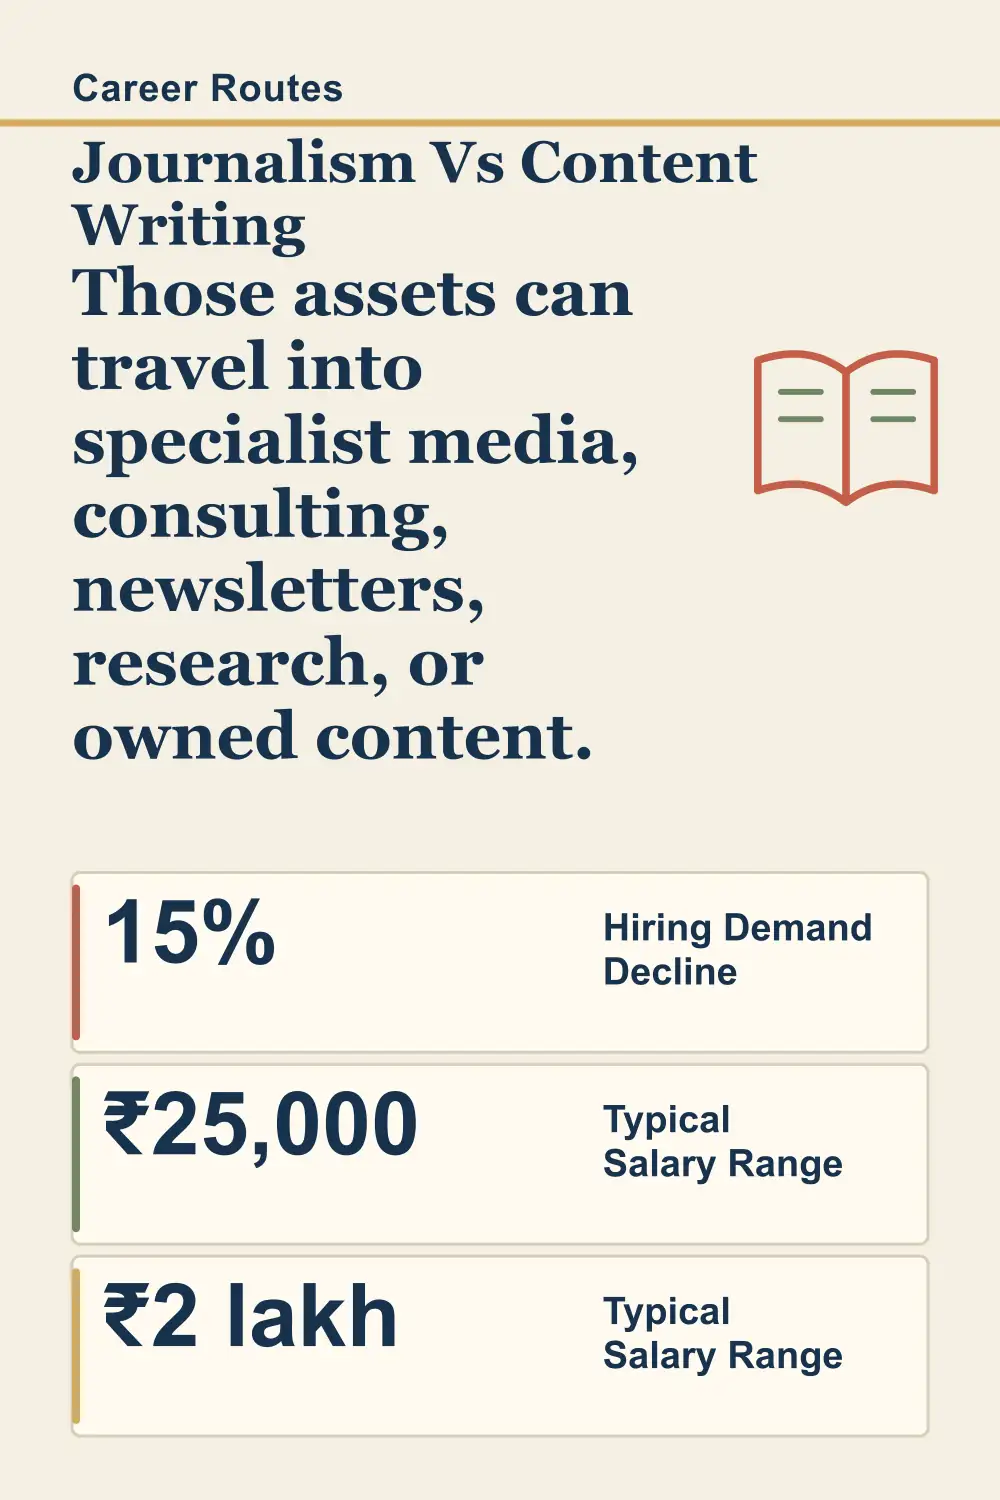 Career Routes
Journalism Vs Content
Writing
Those assets can
travel into
specialist media,
consulting,
newsletters,
research, or
owned content.
15%
Hiring Demand
Decline
₹25,000
Typical
Salary Range
₹2 lakh
Typical
Salary Range